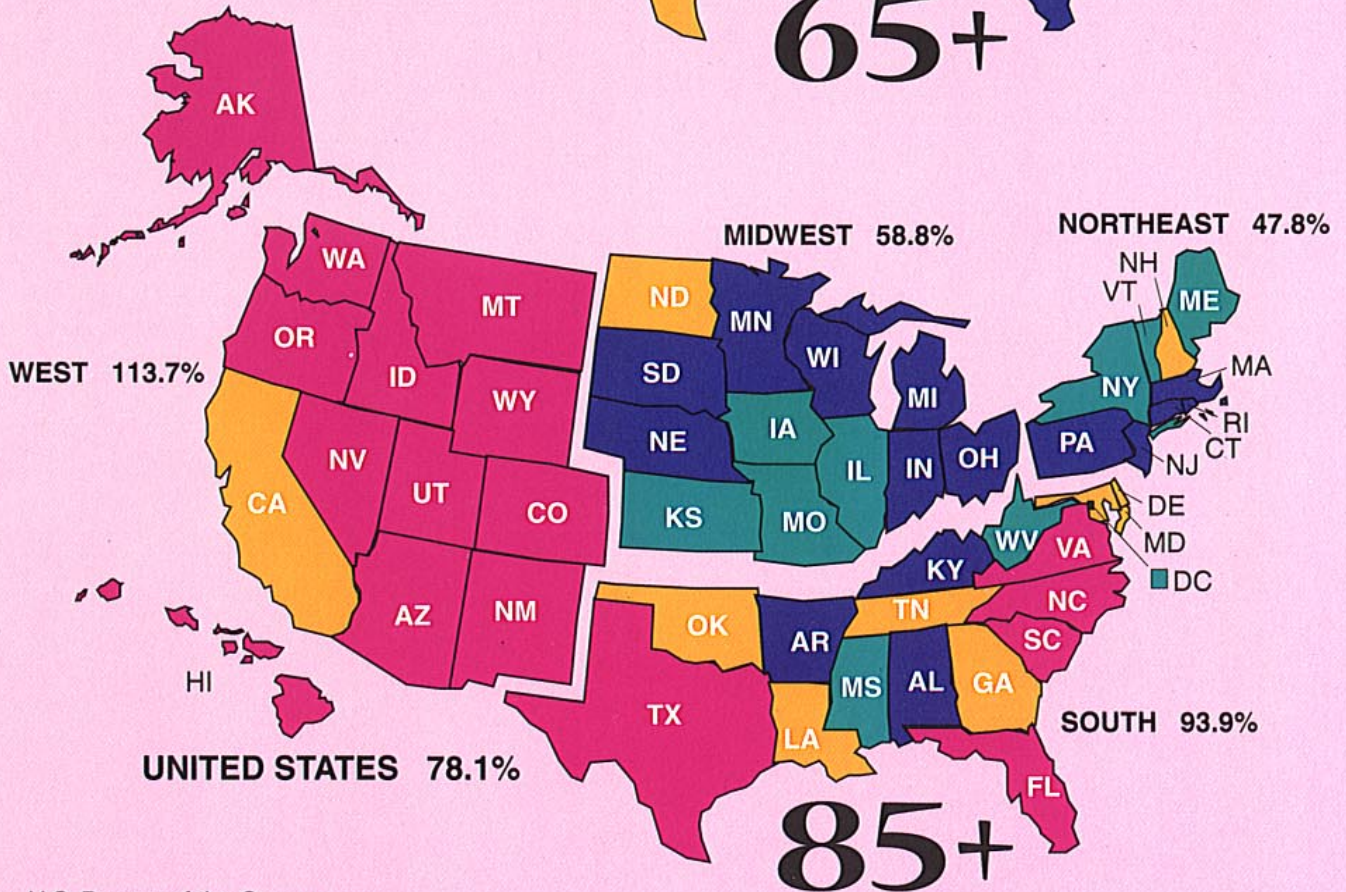 65+
AK
MIDWEST 58.8%
NORTHEAST 47.8%
WEST 113.7%
WA
MT
OR
ID
WY
CA
NV
UT
CO
AZ
NM
HI
ND
MN
WI
MI
SD
NE
IA
IL
IN
OH
KS
MO
NH
VT
ME
NY
MA
RI
CT
PA
NJ
DE
MD
DC
WV
VA
KY
TN
NC
SC
OK
AR
MS
AL
GA
TX
LA
FL
SOUTH 93.9%
UNITED STATES 78.1%
85+